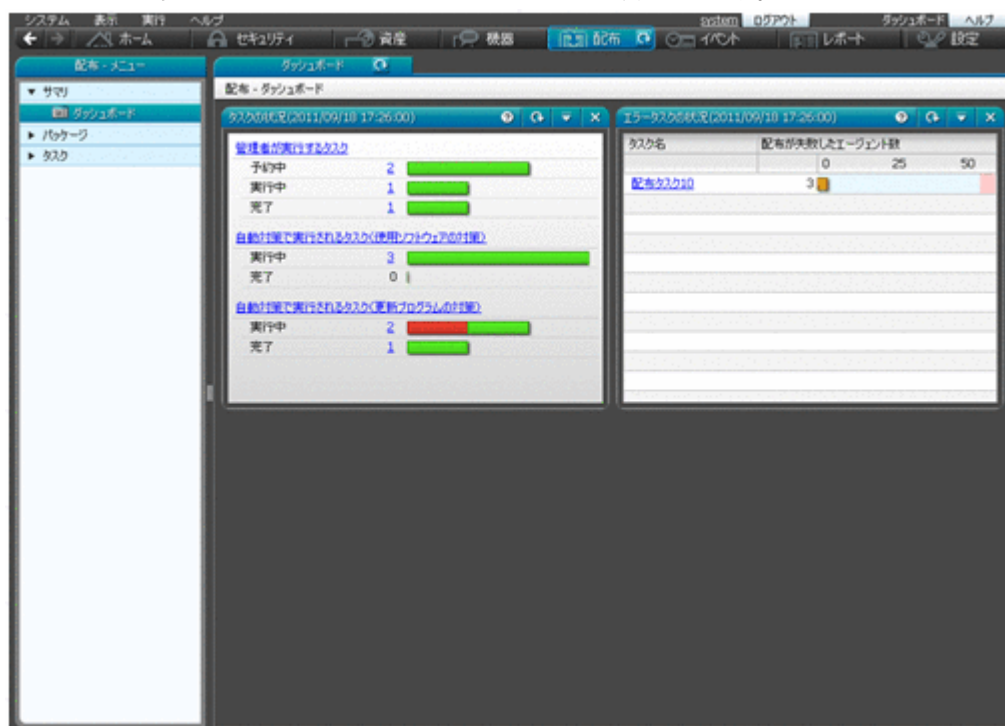 システム 表示 実行 ヘルプ system ログアウト ダッシュボード ヘルプ
ホーム セキュリティ 資産 機器 配布 イベント レポート 設定
配布 - メニュー
ダッシュボード
▼ サマリ
ダッシュボード
▶ パッケージ
▶ タスク
配布 - ダッシュボード
タスクの状況(2011/09/18 17:26:00)
管理者が実行するタスク
予約中 2
実行中 1
完了 1
自動対策で実行されるタスク(使用ソフトウェアの対策)
実行中 3
完了 0
自動対策で実行されるタスク(更新プログラムの対策)
実行中 2
完了 1
エラータスクの状況(2011/09/18 17:26:00)
タスク名 配布が失敗したエージェント数
0 25 50
配布タスク10 3